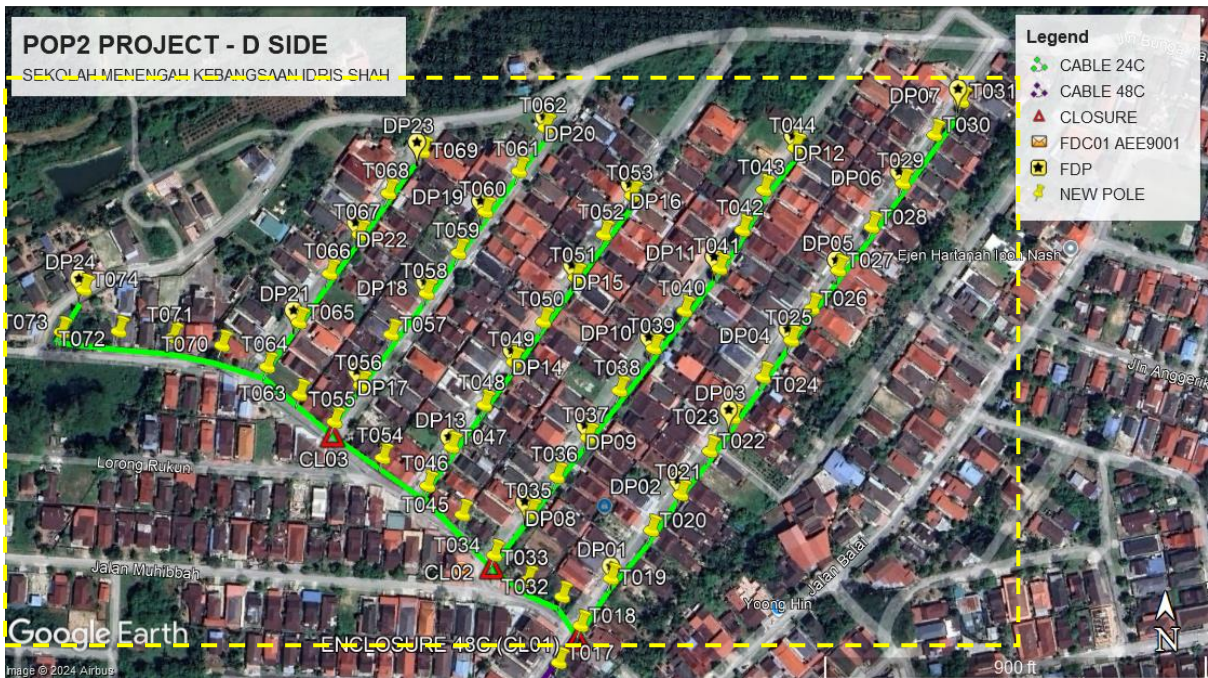 POP2 PROJECT - D SIDE
SEKOLAH MENENGAH KEBANGSAAN IDRIS SHAH
Legend
CABLE 24C
CABLE 48C
CLOSURE
FDC01 AEE9001
FDP
NEW POLE
DP07
T031
T030
T062
DP20
DP23
T069
T061
T044
DP12
T029
DP06
T068
T043
T053
DP16
DP19
T060
T028
T067
T052
T042
DP22
T059
T066
T051
DP11
T041
DP05
T027
Ejen Hartanah Ipoh Nash
DP24
T074
T058
DP18
DP15
DP21
T065
T050
T040
T026
T073
T072
T071
T070
T057
T049
DP10
T039
DP04
T025
T064
T056
DP14
T038
DP17
T048
T024
DP03
Jln Anggerik
T063
T055
DP13
T037
T023
T054
T047
DP09
T022
CL03
Lorong Rukun
T046
T036
T021
T045
T035
DP02
DP08
T020
T034
T033
DP01
Jalan Muhibbah
CL02
T032
T019
Jalan Balai
Yoong Hin
T018
ENCLOSURE 48C (CL01)
T017
Google Earth
Image © 2024 Airbus
900 ft
N